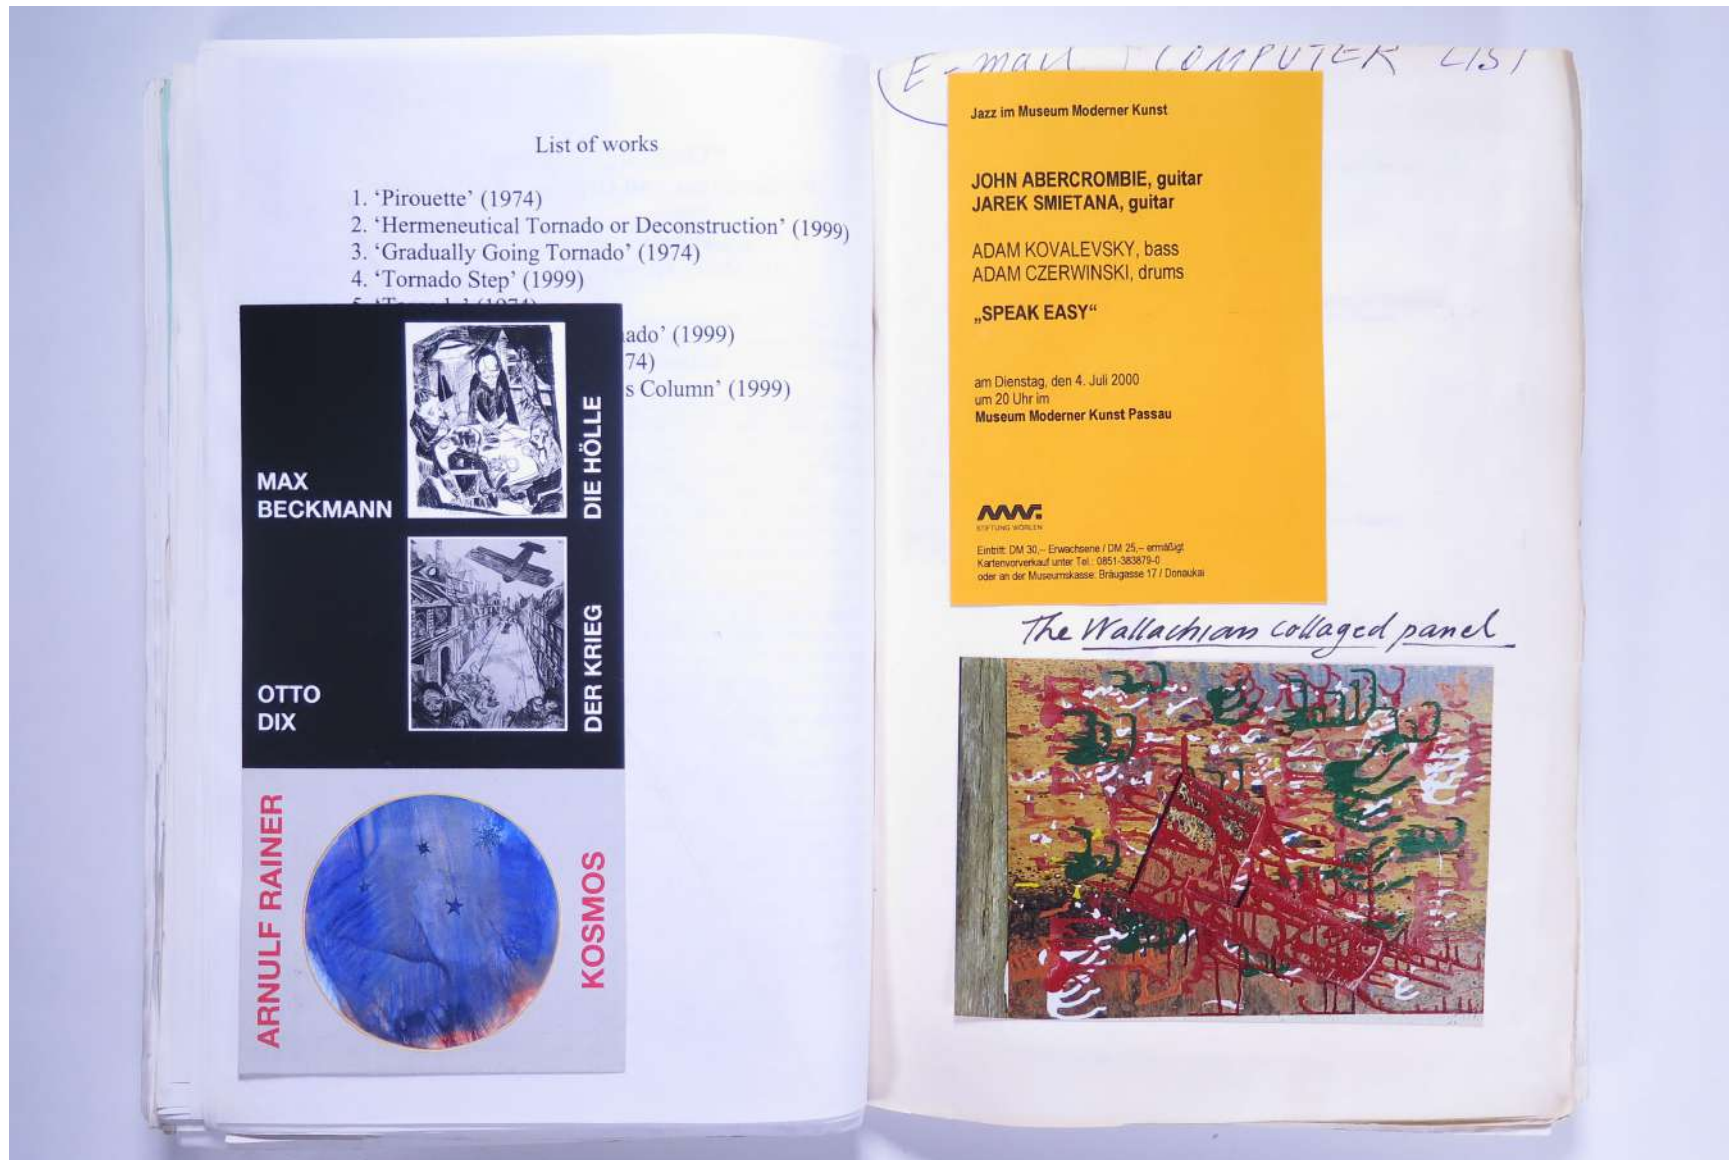 List of works
1. ‘Pirouette’ (1974)
2. ‘Hermeneutical Tornado or Deconstruction’ (1999)
3. ‘Gradually Going Tornado’ (1974)
4. ‘Tornado Step’ (1999)
(1974)
ado’ (1999)
74)
s Column’ (1999)
MAX
BECKMANN
DIE HÖLLE
OTTO
DIX
DER KRIEG
ARNULF RAINER
KOSMOS
E-mail COMPUTER LIST
Jazz im Museum Moderner Kunst
JOHN ABERCROMBIE, guitar
JAREK SMIETANA, guitar
ADAM KOVALEVSKY, bass
ADAM CZERWINSKI, drums
„SPEAK EASY“
am Dienstag, den 4. Juli 2000
um 20 Uhr im
Museum Moderner Kunst Passau
STIFTUNG WÖRLEN
Eintritt: DM 30,– Erwachsene / DM 25,– ermäßigt
Kartenvorverkauf unter Tel.: 0851-383879-0
oder an der Museumskasse: Bräugasse 17 / Donaukai
The Wallachian collaged panel